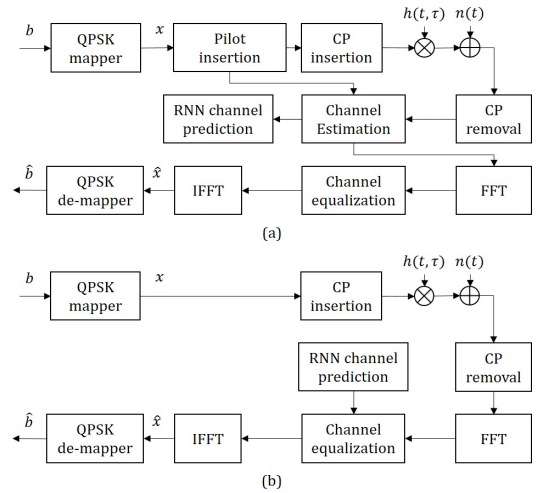 h(t, τ) n(t)
b QPSK mapper x Pilot insertion CP insertion
RNN channel prediction Channel Estimation CP removal
b̂ QPSK de-mapper x̂ IFFT Channel equalization FFT
(a)
h(t, τ) n(t)
b QPSK mapper x CP insertion
RNN channel prediction CP removal
b̂ QPSK de-mapper x̂ IFFT Channel equalization FFT
(b)